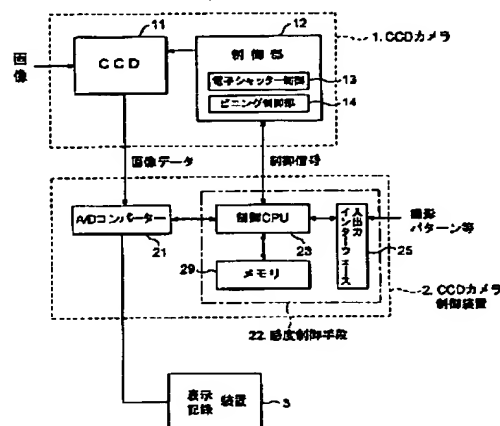 11
12
1. CCDカメラ
画
像
CCD
制御部
電子シャッター制御
13
ビニング制御部
14
画像データ
制御信号
A/Dコンバーター
21
制御CPU
23
入出力
インターフェース
25
撮影
パターン等
29
メモリ
2. CCDカメラ
制御装置
22. 感度制御手段
表示
記録 装置
3